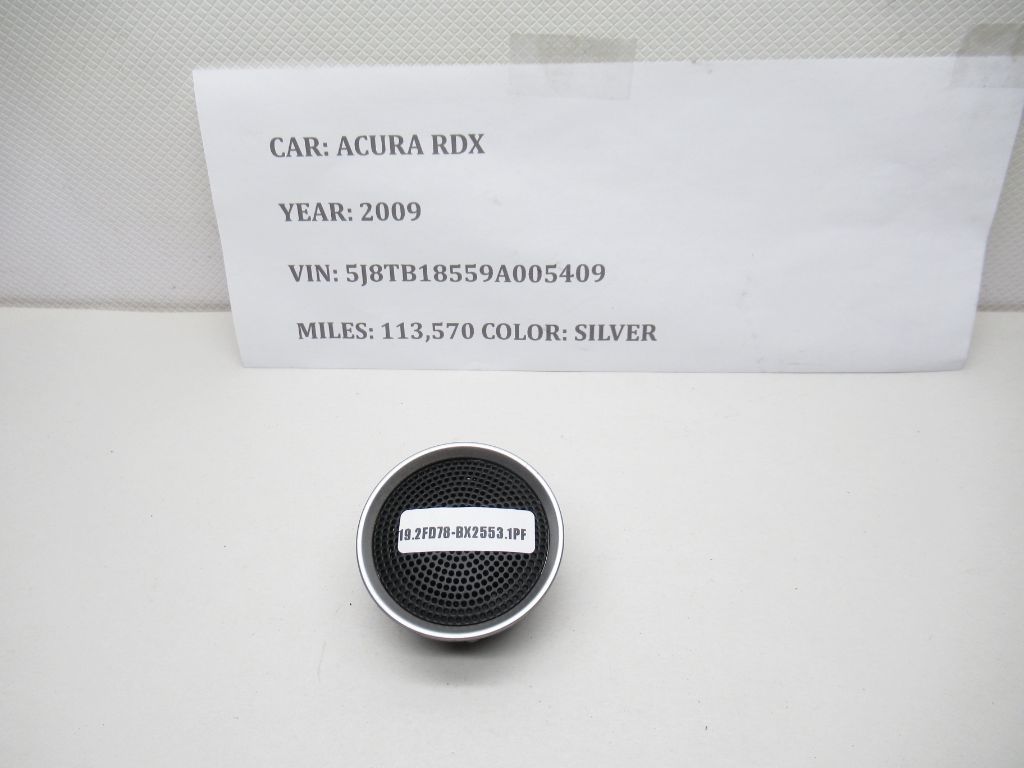 CAR: ACURA RDX
YEAR: 2009
VIN: 5J8TB18559A005409
MILES: 113,570 COLOR: SILVER
19.2FD78-BX2553.1PF